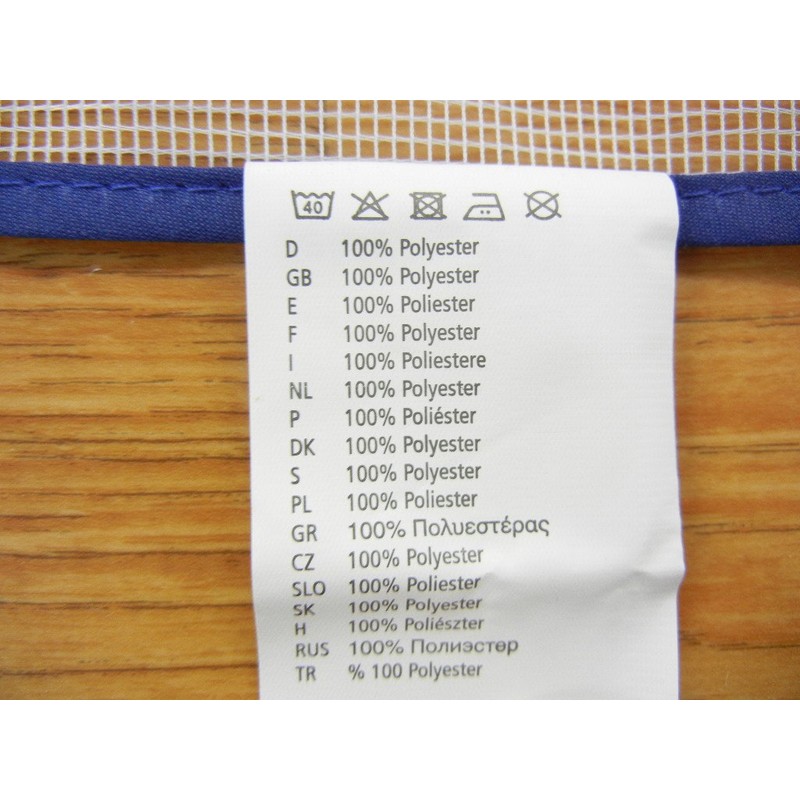 40
D 100% Polyester
GB 100% Polyester
E 100% Poliester
F 100% Polyester
I 100% Poliestere
NL 100% Polyester
P 100% Poliéster
DK 100% Polyester
S 100% Polyester
PL 100% Poliester
GR 100% Πολυεστέρας
CZ 100% Polyester
SLO 100% Poliester
SK 100% Polyester
H 100% Poliészter
RUS 100% Полиэстер
TR % 100 Polyester